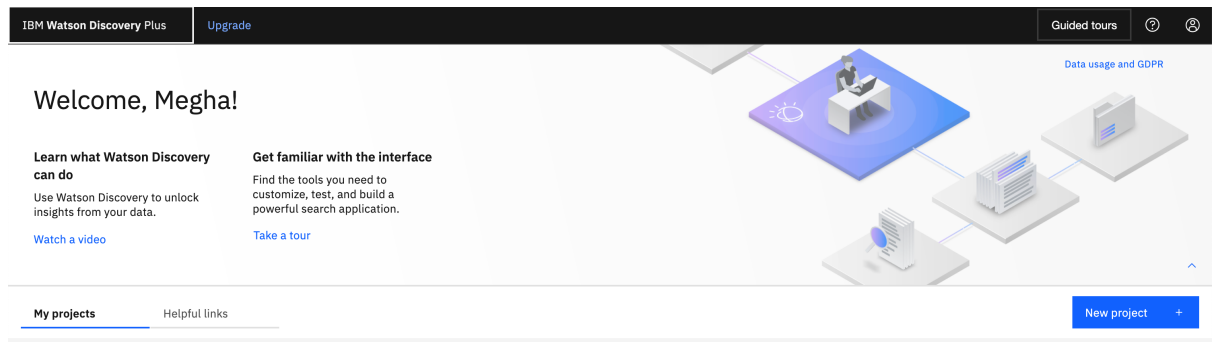 IBM Watson Discovery Plus
Upgrade
Guided tours
Data usage and GDPR
Welcome, Megha!
Learn what Watson Discovery
can do
Use Watson Discovery to unlock
insights from your data.
Watch a video
Get familiar with the interface
Find the tools you need to
customize, test, and build a
powerful search application.
Take a tour
My projects
Helpful links
New project +